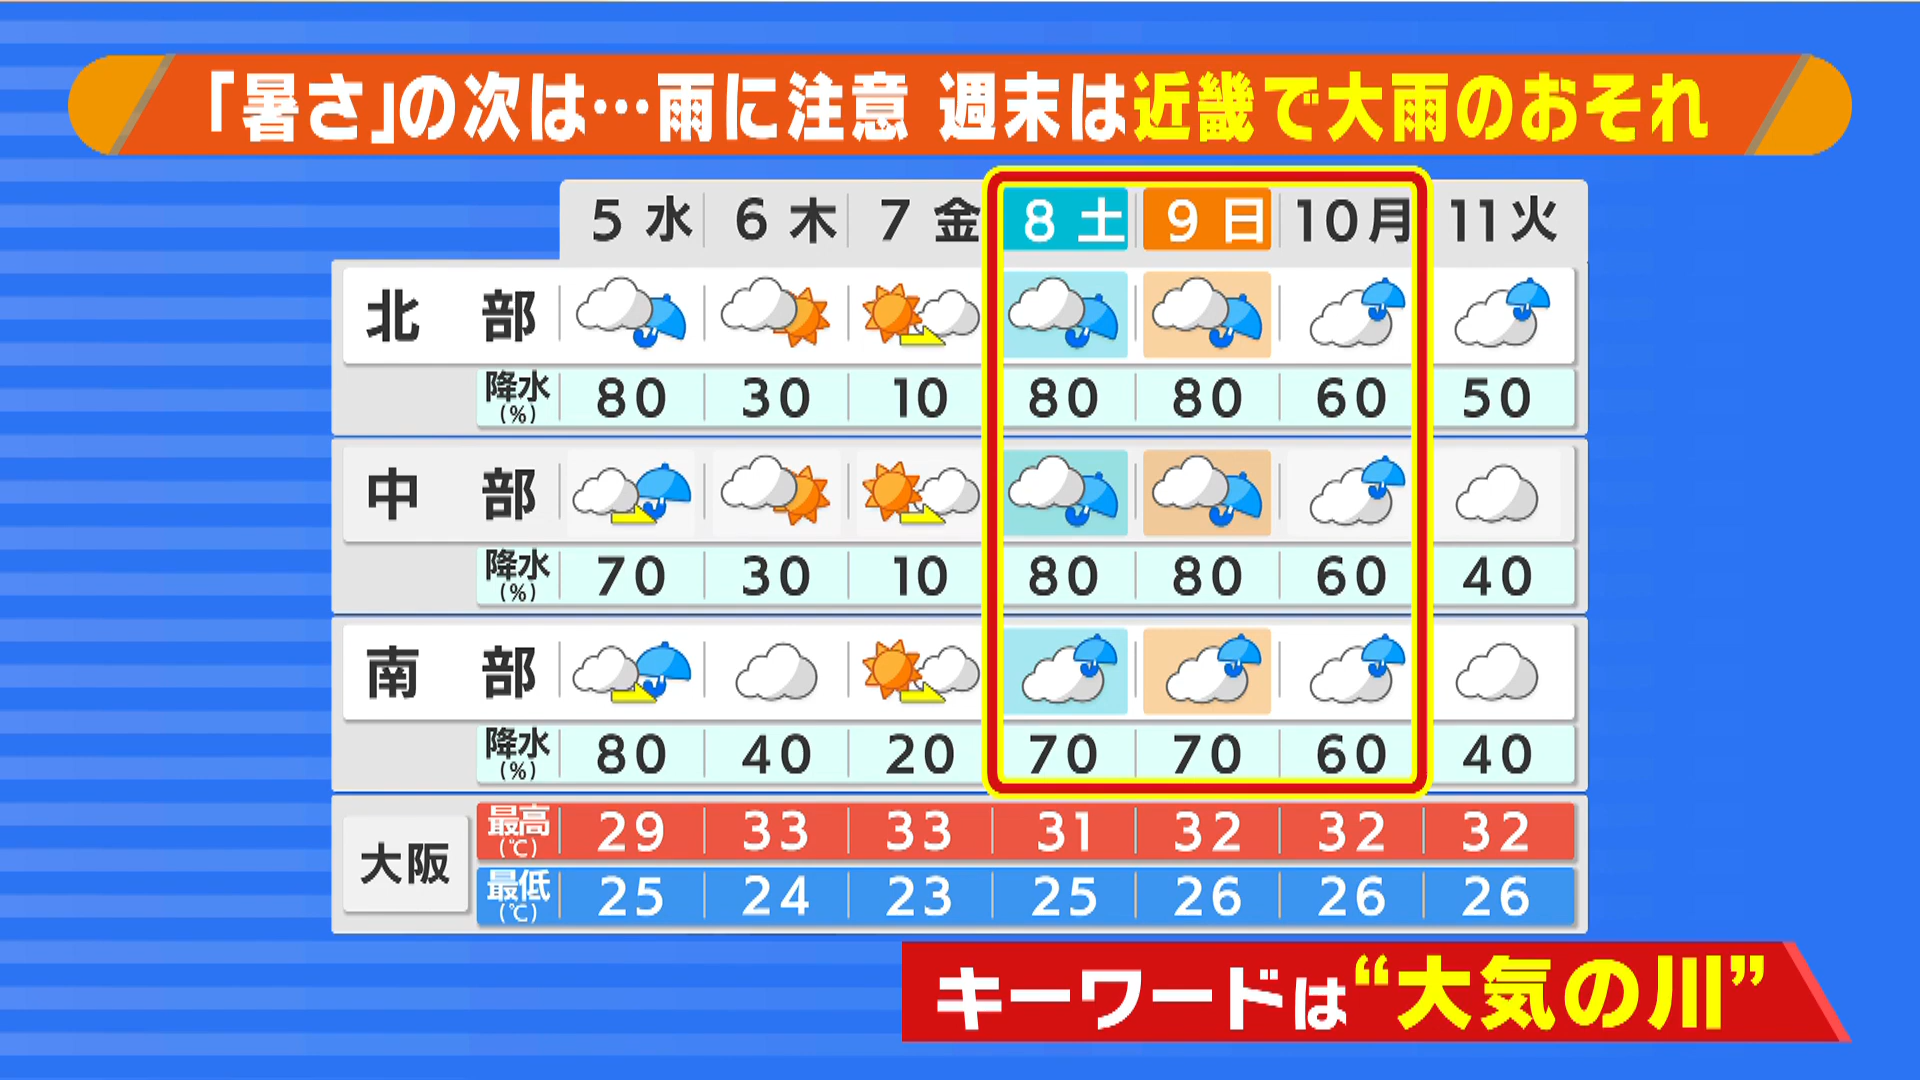 「暑さ」の次は…雨に注意 週末は近畿で大雨のおそれ
5 水 6 木 7 金 8 土 9 日 10 月 11 火
北 部
降水(%) 80 30 10 80 80 60 50
中 部
降水(%) 70 30 10 80 80 60 40
南 部
降水(%) 80 40 20 70 70 60 40
大阪
最高(℃) 29 33 33 31 32 32 32
最低(℃) 25 24 23 25 26 26 26
キーワードは“大気の川”